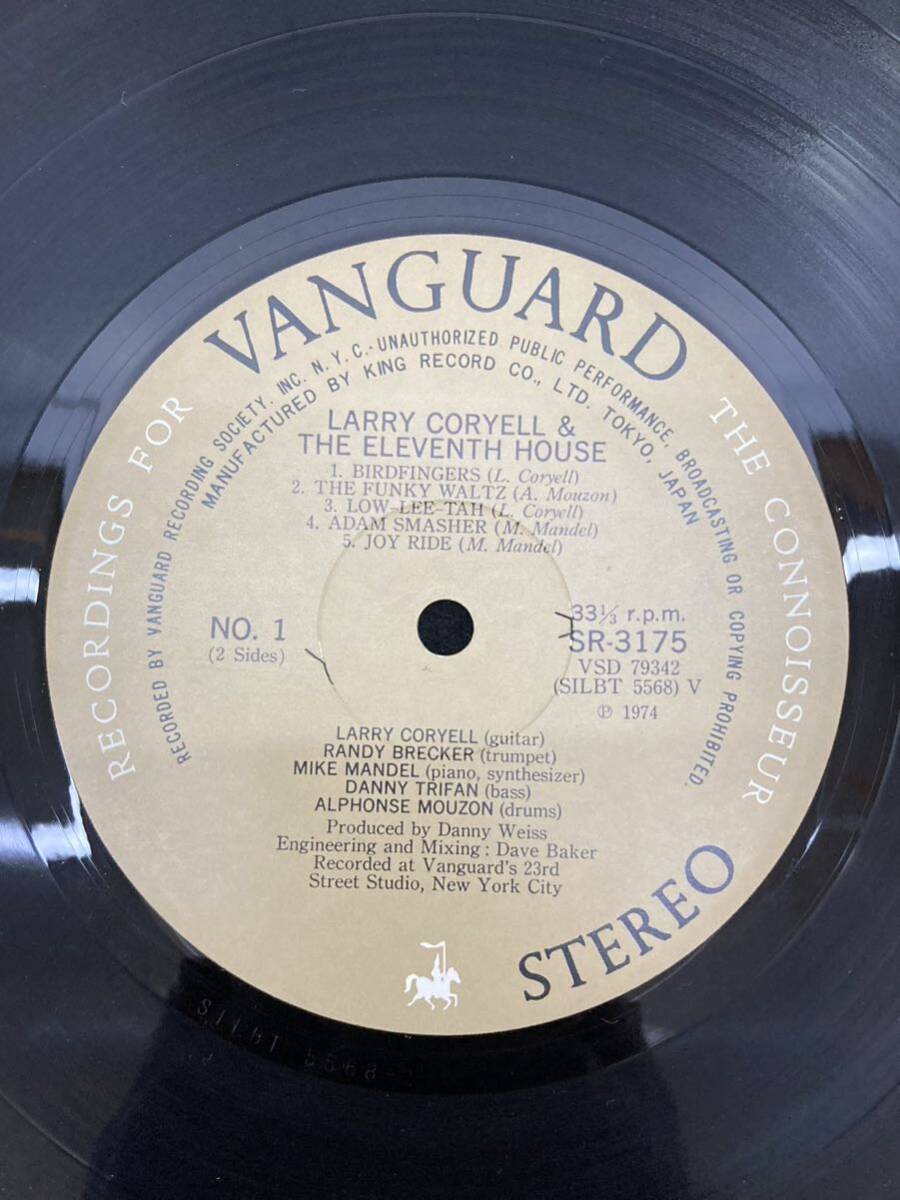 VANGUARD
RECORDINGS FOR THE CONNOISSEUR
RECORDED BY VANGUARD RECORDING SOCIETY, INC. N.Y.C.·UNAUTHORIZED PUBLIC PERFORMANCE, BROADCASTING OR COPYING PROHIBITED.
MANUFACTURED BY KING RECORD CO., LTD. TOKYO, JAPAN
LARRY CORYELL &
THE ELEVENTH HOUSE
1. BIRDFINGERS (L. Coryell)
2. THE FUNKY WALTZ (A. Mouzon)
3. LOW-LEE-TAH (L. Coryell)
4. ADAM SMASHER (M. Mandel)
5. JOY RIDE (M. Mandel)
NO. 1
(2 Sides)
33⅓ r.p.m.
SR-3175
VSD 79342
(SILBT 5568) V
℗ 1974
LARRY CORYELL (guitar)
RANDY BRECKER (trumpet)
MIKE MANDEL (piano, synthesizer)
DANNY TRIFAN (bass)
ALPHONSE MOUZON (drums)
Produced by Danny Weiss
Engineering and Mixing : Dave Baker
Recorded at Vanguard's 23rd
Street Studio, New York City
STEREO
SILBT 5568